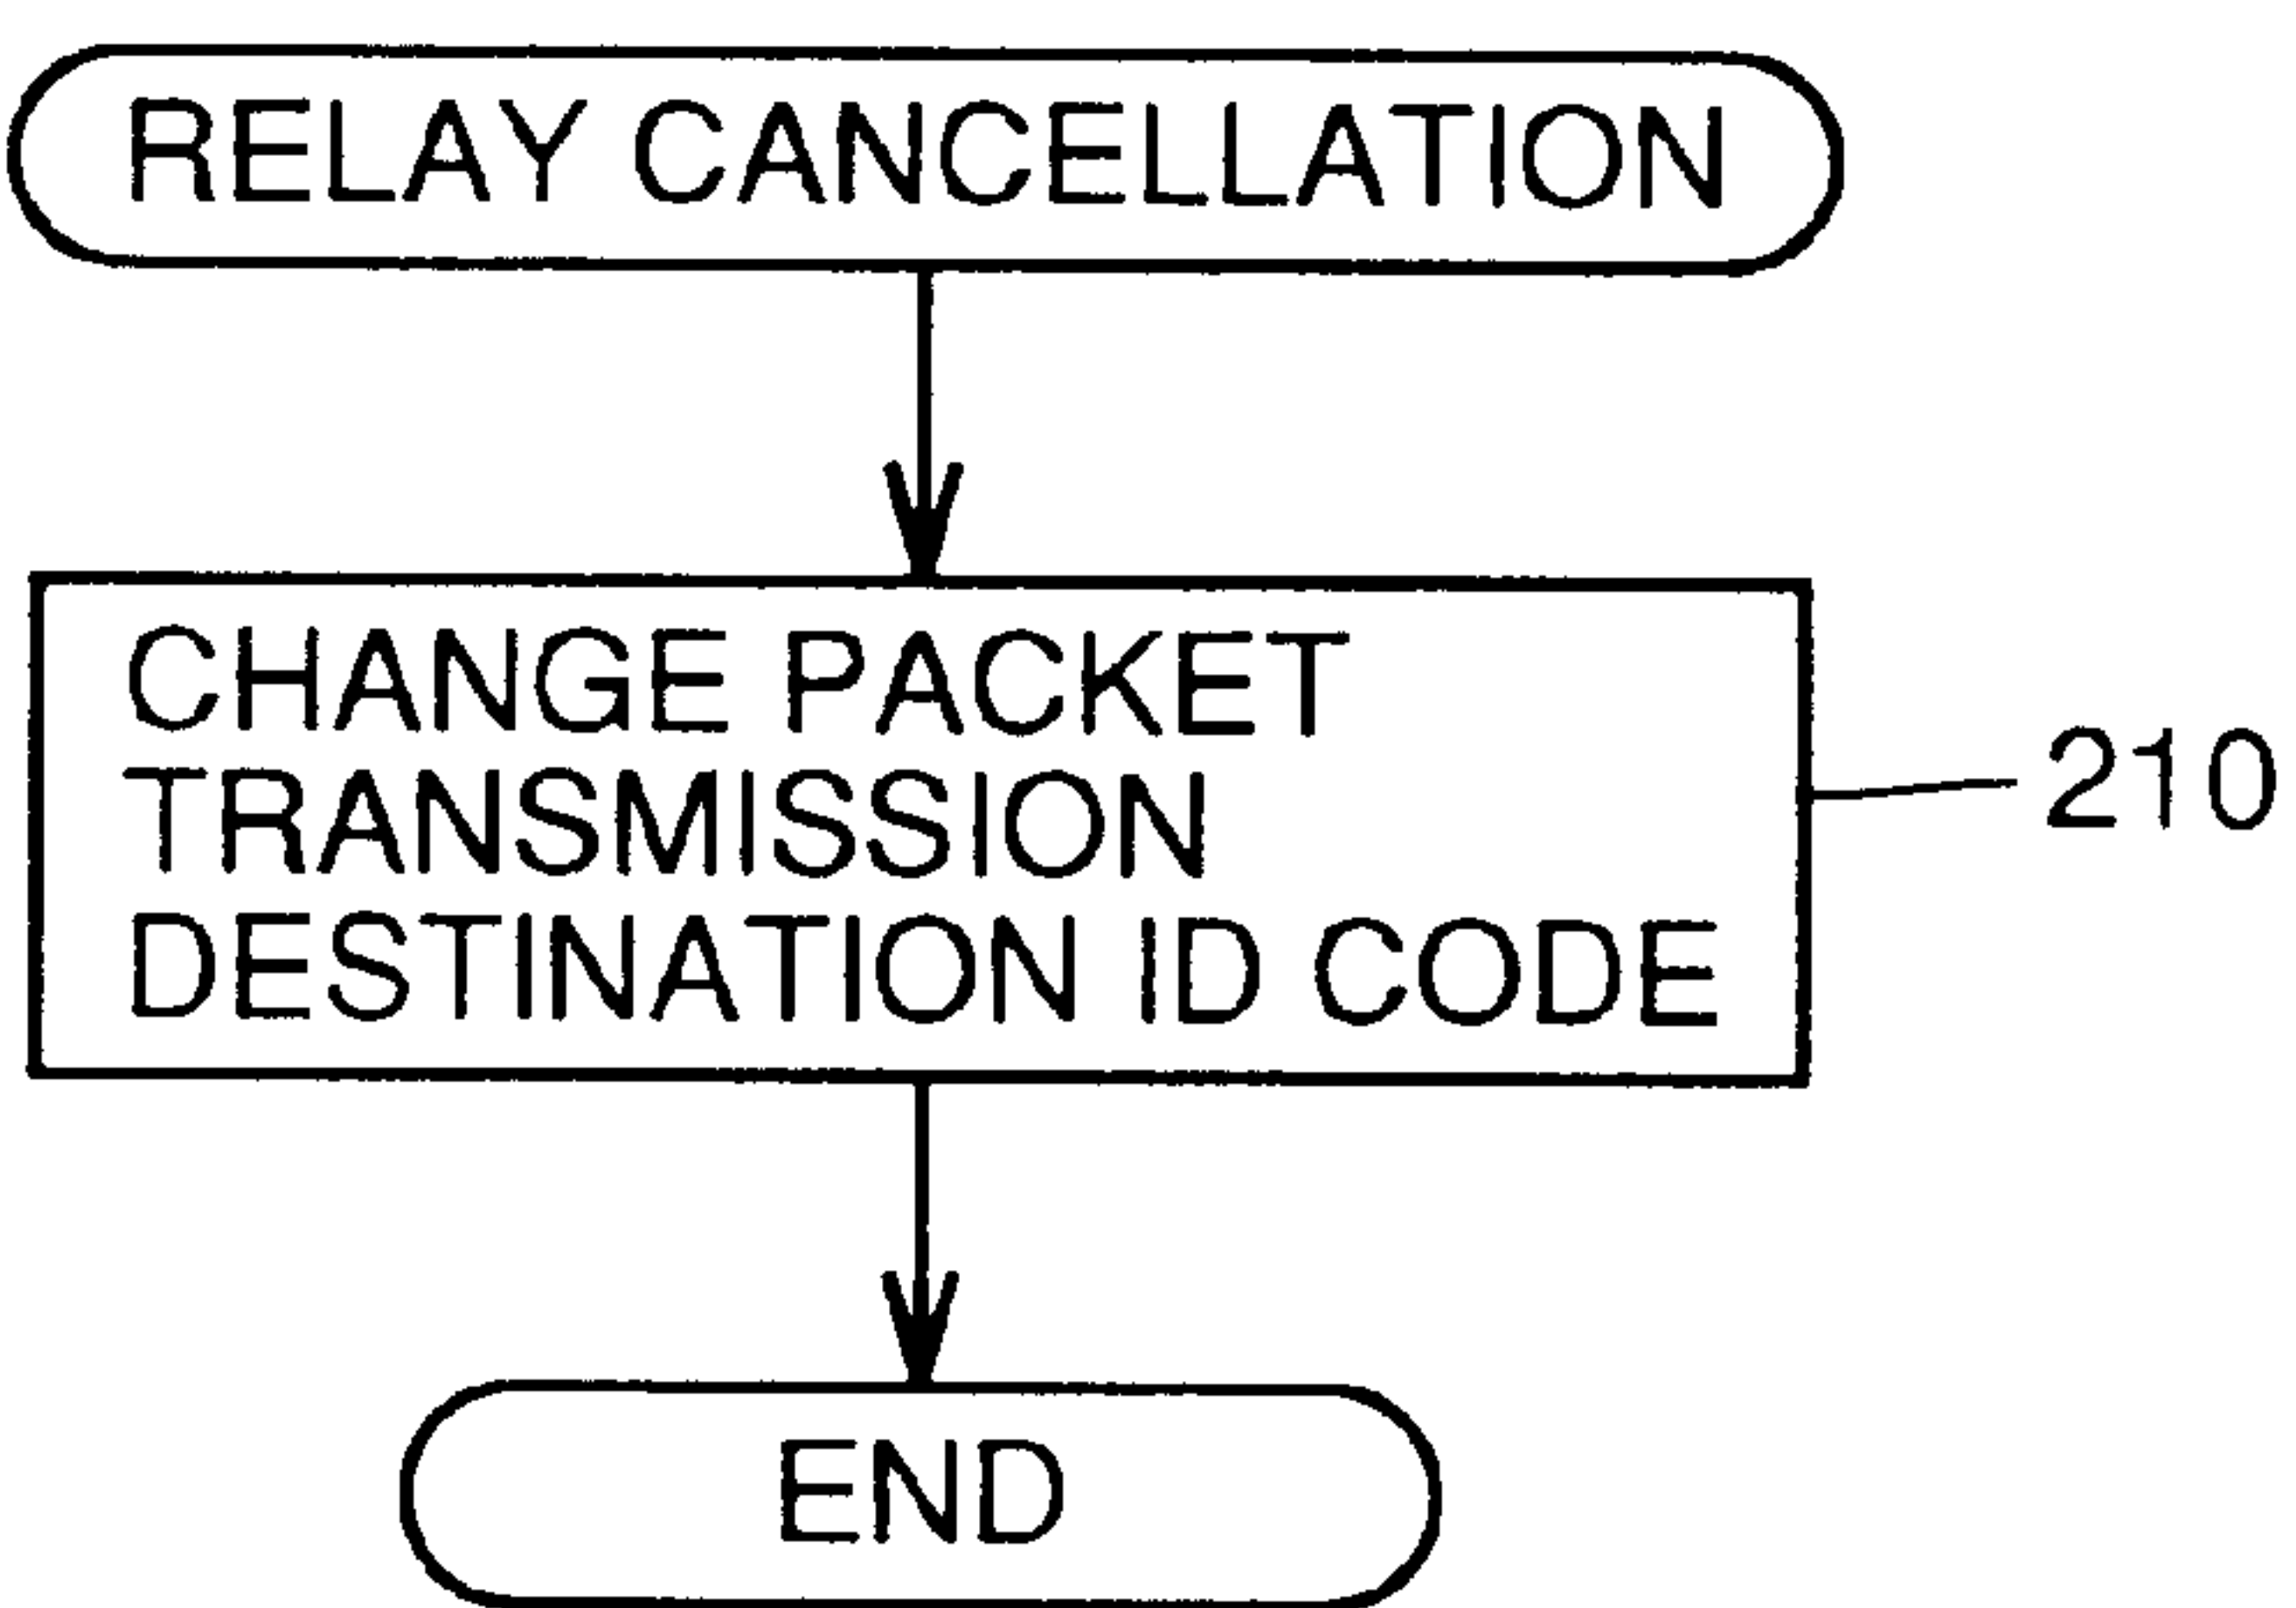 RELAY CANCELLATION
CHANGE PACKET
TRANSMISSION
DESTINATION ID CODE
210
END